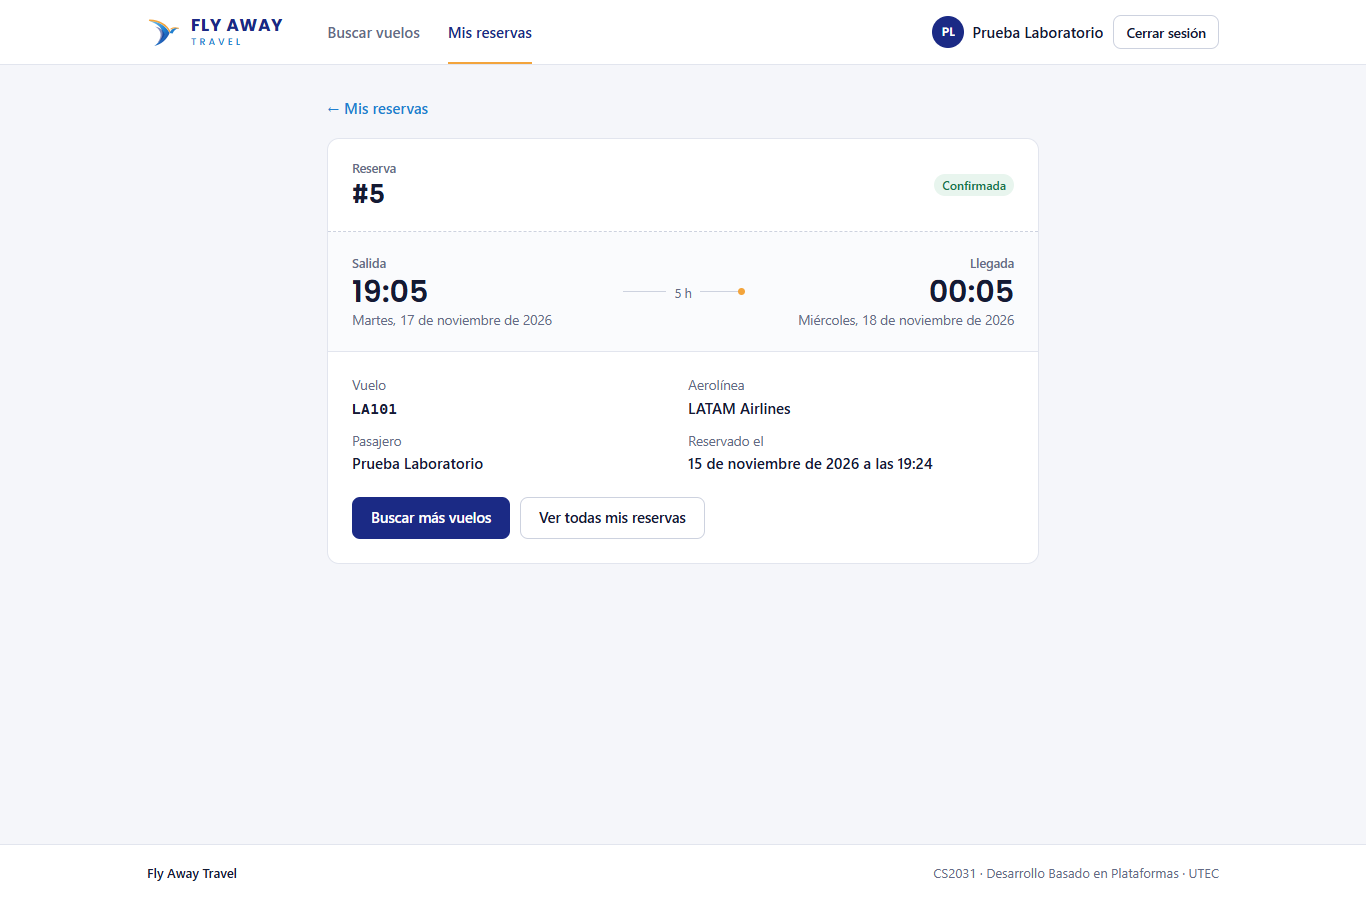 FLY AWAY
TRAVEL
Buscar vuelos
Mis reservas
PL
Prueba Laboratorio
Cerrar sesión
← Mis reservas
Reserva
#5
Confirmada
Salida
19:05
Martes, 17 de noviembre de 2026
5 h
Llegada
00:05
Miércoles, 18 de noviembre de 2026
Vuelo
LA101
Aerolínea
LATAM Airlines
Pasajero
Prueba Laboratorio
Reservado el
15 de noviembre de 2026 a las 19:24
Buscar más vuelos
Ver todas mis reservas
Fly Away Travel
CS2031 · Desarrollo Basado en Plataformas · UTEC